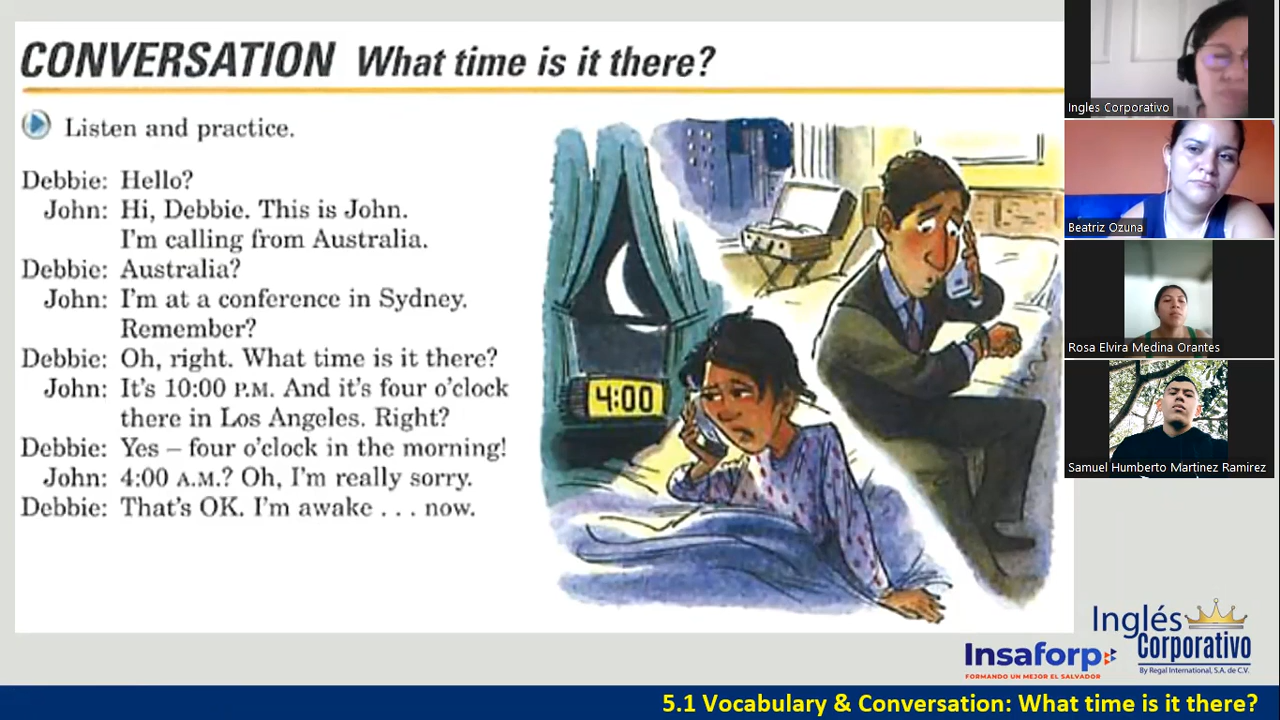 CONVERSATION What time is it there?
Listen and practice.
Debbie: Hello?
John: Hi, Debbie. This is John.
I'm calling from Australia.
Debbie: Australia?
John: I'm at a conference in Sydney.
Remember?
Debbie: Oh, right. What time is it there?
John: It's 10:00 P.M. And it's four o'clock
there in Los Angeles. Right?
Debbie: Yes – four o'clock in the morning!
John: 4:00 A.M.? Oh, I'm really sorry.
Debbie: That's OK. I'm awake . . . now.
4:00
Ingles Corporativo
Beatriz Ozuna
Rosa Elvira Medina Orantes
Samuel Humberto Martinez Ramirez
Insaforp
FORMANDO UN MEJOR EL SALVADOR
Inglés
Corporativo
By Regal International, S.A. de C.V.
5.1 Vocabulary & Conversation: What time is it there?